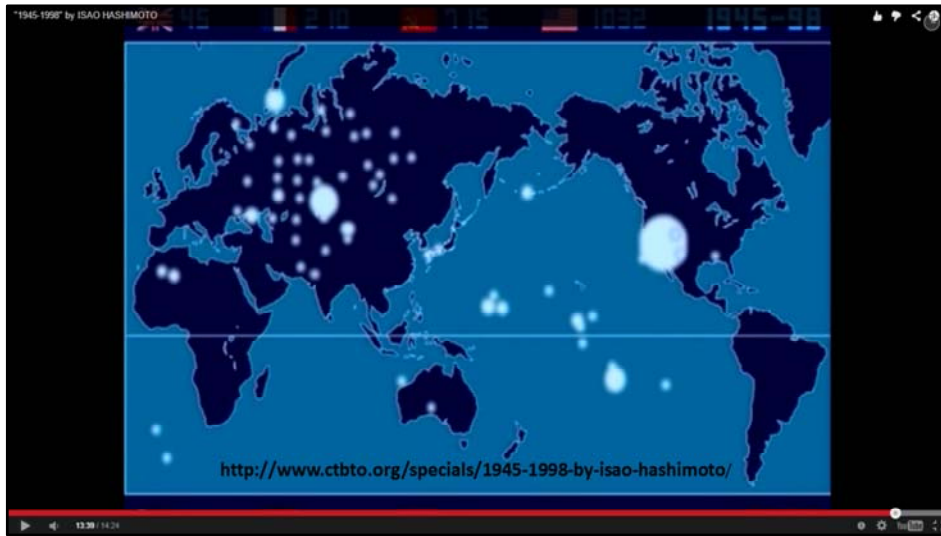 "1945-1998" by ISAO HASHIMOTO
45 210 715 1032 1945-98
http://www.ctbto.org/specials/1945-1998-by-isao-hashimoto/
13:39 / 14:24
YouTube